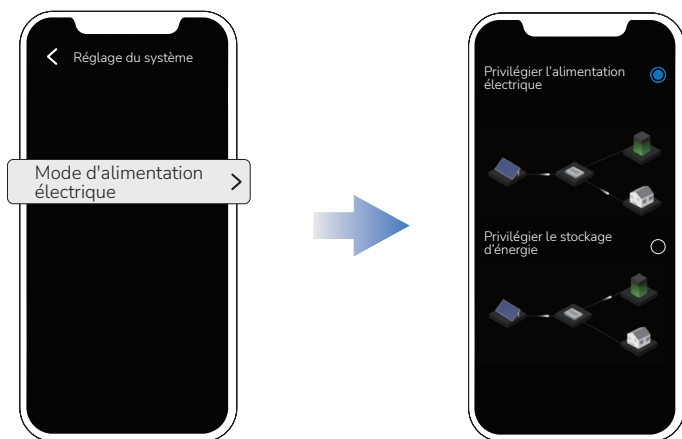 Réglage du système
Mode d'alimentation
électrique
Privilégier l'alimentation
électrique
Privilégier le stockage
d'énergie